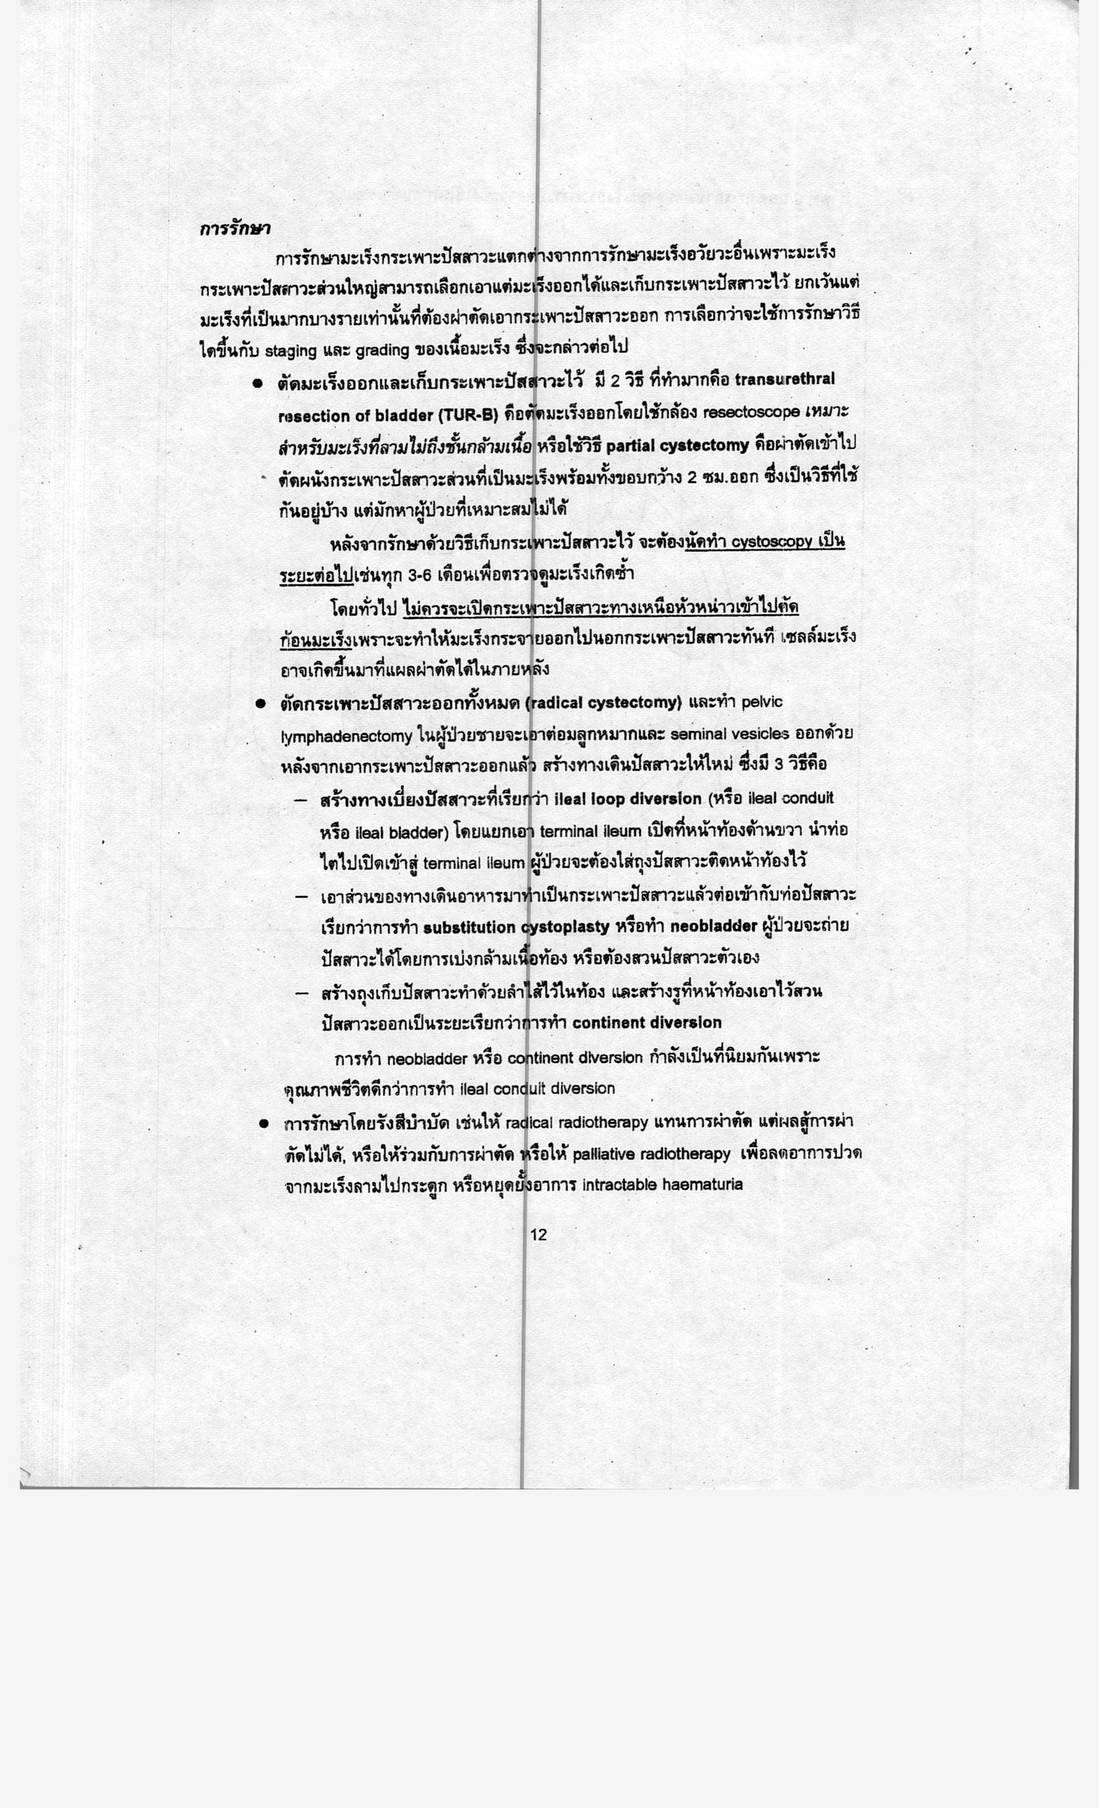 การรักษา
การรักษามะเร็งกระเพาะปัสสาวะแตกต่างจากการรักษามะเร็งอวัยวะอื่นเพราะมะเร็ง
กระเพาะปัสสาวะส่วนใหญ่สามารถเลือกเอาแต่มะเร็งออกได้และเก็บกระเพาะปัสสาวะไว้ ยกเว้นแต่
มะเร็งที่เป็นมากบางรายเท่านั้นที่ต้องผ่าตัดเอากระเพาะปัสสาวะออก การเลือกว่าจะใช้การรักษาวิธี
ใดขึ้นกับ staging และ grading ของเนื้อมะเร็ง ซึ่งจะกล่าวต่อไป
● ตัดมะเร็งออกและเก็บกระเพาะปัสสาวะไว้ มี 2 วิธี ที่ทำมากคือ transurethral
resection of bladder (TUR-B) คือตัดมะเร็งออกโดยใช้กล้อง resectoscope เหมาะ
สำหรับมะเร็งที่ลามไม่ถึงชั้นกล้ามเนื้อ หรือใช้วิธี partial cystectomy คือผ่าตัดเข้าไป
ตัดผนังกระเพาะปัสสาวะส่วนที่เป็นมะเร็งพร้อมทั้งขอบกว้าง 2 ซม.ออก ซึ่งเป็นวิธีที่ใช้
กันอยู่บ้าง แต่มักหาผู้ป่วยที่เหมาะสมไม่ได้
หลังจากรักษาด้วยวิธีเก็บกระเพาะปัสสาวะไว้ จะต้องนัดทำ cystoscopy เป็น
ระยะต่อไปเช่นทุก 3-6 เดือนเพื่อตรวจดูมะเร็งเกิดซ้ำ
โดยทั่วไป ไม่ควรจะเปิดกระเพาะปัสสาวะทางเหนือหัวหน่าวเข้าไปตัด
ก้อนมะเร็งเพราะจะทำให้มะเร็งกระจายออกไปนอกกระเพาะปัสสาวะทันที เซลล์มะเร็ง
อาจเกิดขึ้นมาที่แผลผ่าตัดได้ในภายหลัง
● ตัดกระเพาะปัสสาวะออกทั้งหมด (radical cystectomy) และทำ pelvic
lymphadenectomy ในผู้ป่วยชายจะเอาต่อมลูกหมากและ seminal vesicles ออกด้วย
หลังจากเอากระเพาะปัสสาวะออกแล้ว สร้างทางเดินปัสสาวะให้ใหม่ ซึ่งมี 3 วิธีคือ
– สร้างทางเบี่ยงปัสสาวะที่เรียกว่า ileal loop diversion (หรือ ileal conduit
หรือ ileal bladder) โดยแยกเอา terminal ileum เปิดที่หน้าท้องด้านขวา นำท่อ
ไตไปเปิดเข้าสู่ terminal ileum ผู้ป่วยจะต้องใส่ถุงปัสสาวะติดหน้าท้องไว้
– เอาส่วนของทางเดินอาหารมาทำเป็นกระเพาะปัสสาวะแล้วต่อเข้ากับท่อปัสสาวะ
เรียกว่าการทำ substitution cystoplasty หรือทำ neobladder ผู้ป่วยจะถ่าย
ปัสสาวะได้โดยการเบ่งกล้ามเนื้อท้อง หรือต้องสวนปัสสาวะตัวเอง
– สร้างถุงเก็บปัสสาวะทำด้วยลำไส้ไว้ในท้อง และสร้างรูที่หน้าท้องเอาไว้สวน
ปัสสาวะออกเป็นระยะเรียกว่าการทำ continent diversion
การทำ neobladder หรือ continent diversion กำลังเป็นที่นิยมกันเพราะ
คุณภาพชีวิตดีกว่าการทำ ileal conduit diversion
● การรักษาโดยรังสีบำบัด เช่นให้ radical radiotherapy แทนการผ่าตัด แต่ผลสู้การผ่า
ตัดไม่ได้, หรือให้ร่วมกับการผ่าตัด หรือให้ palliative radiotherapy เพื่อลดอาการปวด
จากมะเร็งลามไปกระดูก หรือหยุดยั้งอาการ intractable haematuria
12